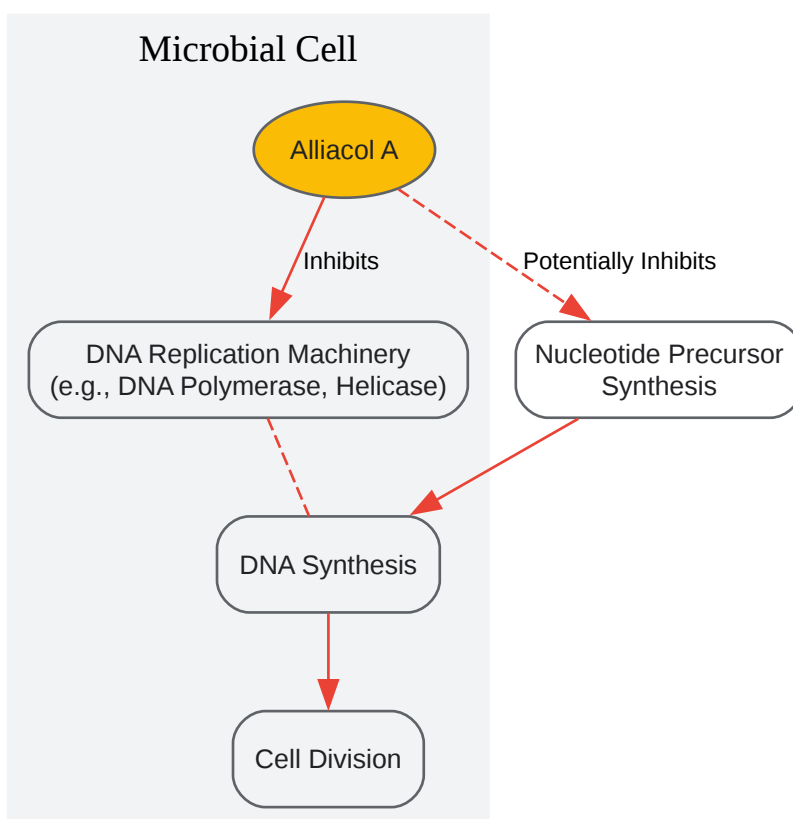 Microbial Cell
Alliacol A
Inhibits
Potentially Inhibits
DNA Replication Machinery
(e.g., DNA Polymerase, Helicase)
Nucleotide Precursor
Synthesis
DNA Synthesis
Cell Division